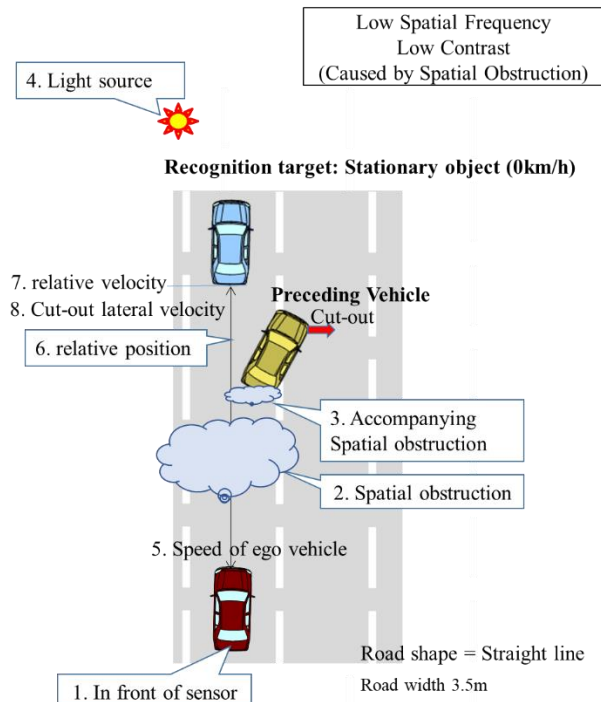 Low Spatial Frequency
Low Contrast
(Caused by Spatial Obstruction)
4. Light source
Recognition target: Stationary object (0km/h)
7. relative velocity
8. Cut-out lateral velocity
Preceding Vehicle
Cut-out
6. relative position
3. Accompanying
Spatial obstruction
2. Spatial obstruction
5. Speed of ego vehicle
Road shape = Straight line
Road width 3.5m
1. In front of sensor